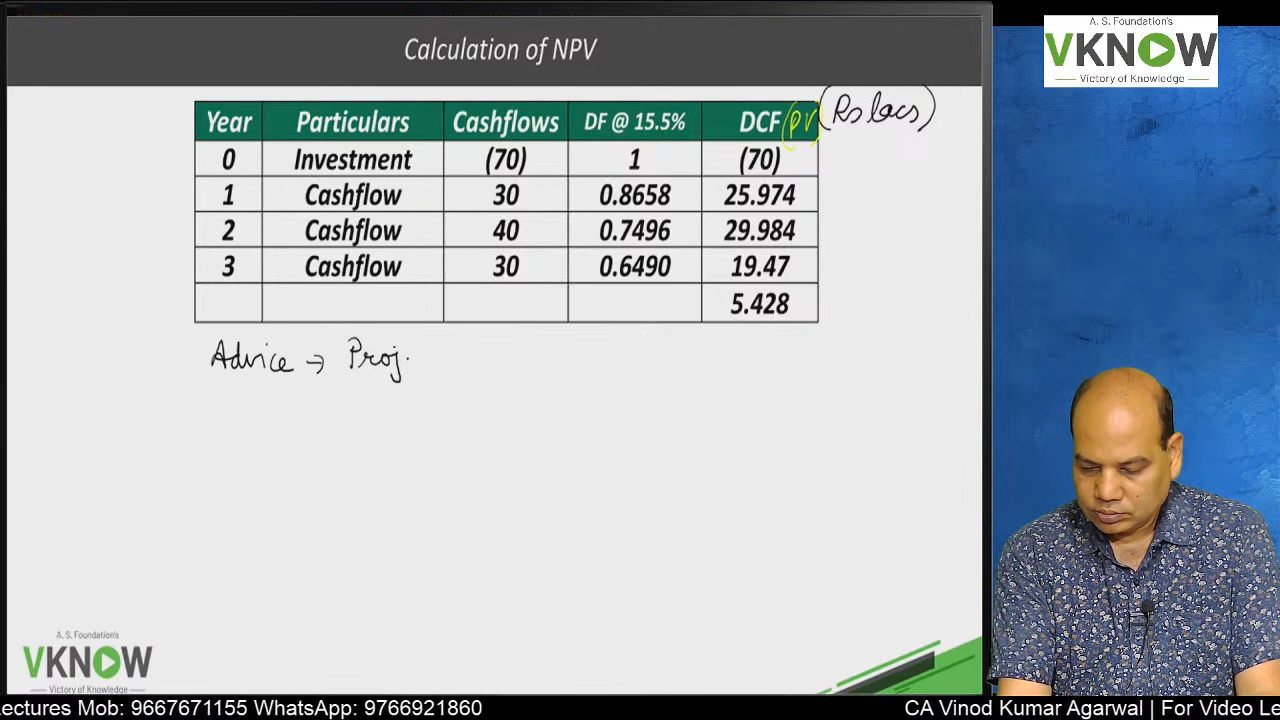 A. S. Foundation's
VKNOW
Victory of Knowledge
Calculation of NPV
(Rs lacs)
Year Particulars Cashflows DF @ 15.5% DCF (PV)
0 Investment (70) 1 (70)
1 Cashflow 30 0.8658 25.974
2 Cashflow 40 0.7496 29.984
3 Cashflow 30 0.6490 19.47
5.428
Advice → Proj.
A. S. Foundation's
VKNOW
Victory of Knowledge
Lectures Mob: 9667671155 WhatsApp: 9766921860 CA Vinod Kumar Agarwal | For Video Le